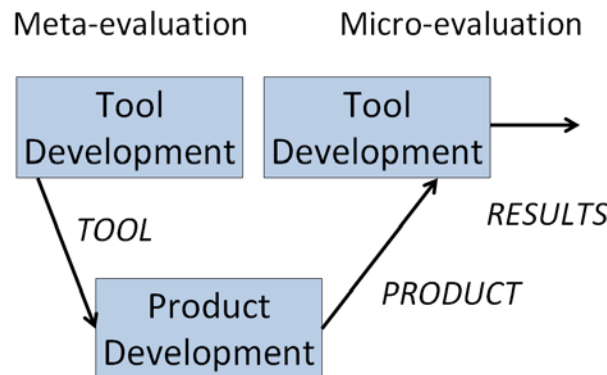 Meta-evaluation
Micro-evaluation
Tool
Development
Tool
Development
TOOL
RESULTS
PRODUCT
Product
Development